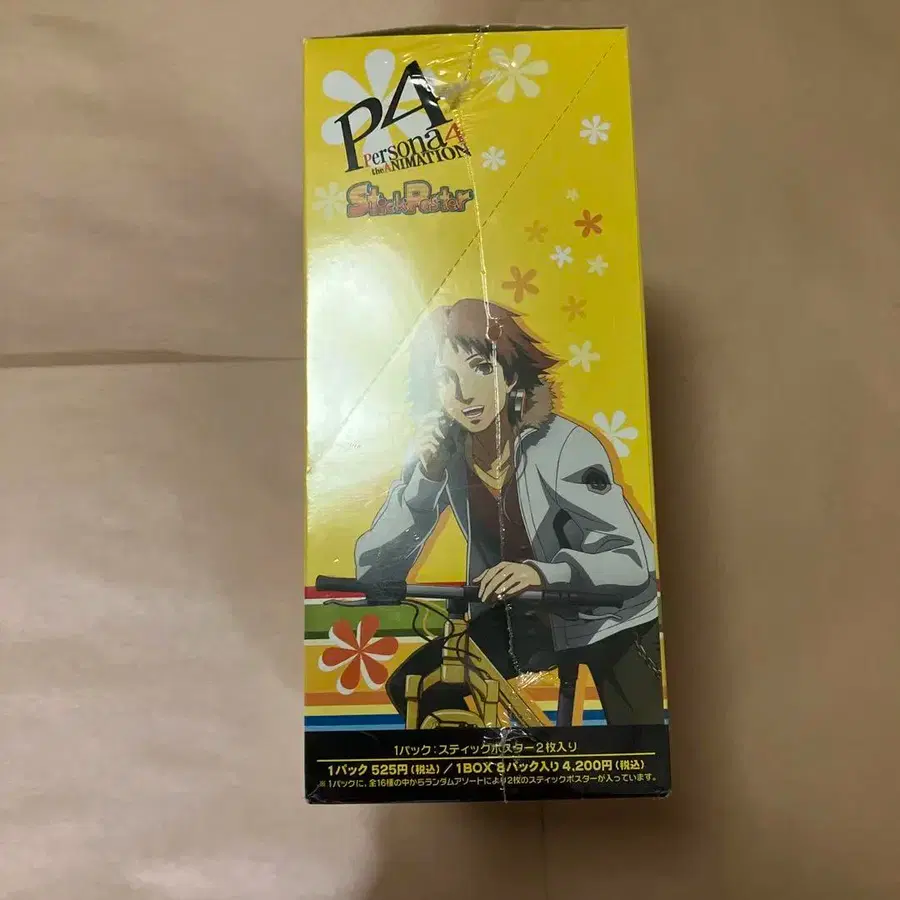 P4
Persona4
the ANIMATION
Stick Poster
1パック:スティックポスター2枚入り
1パック 525円(税込)/1BOX 8パック入り 4,200円(税込)
※1パックに、全16種の中からランダムアソートにより2枚のスティックポスターが入っています。